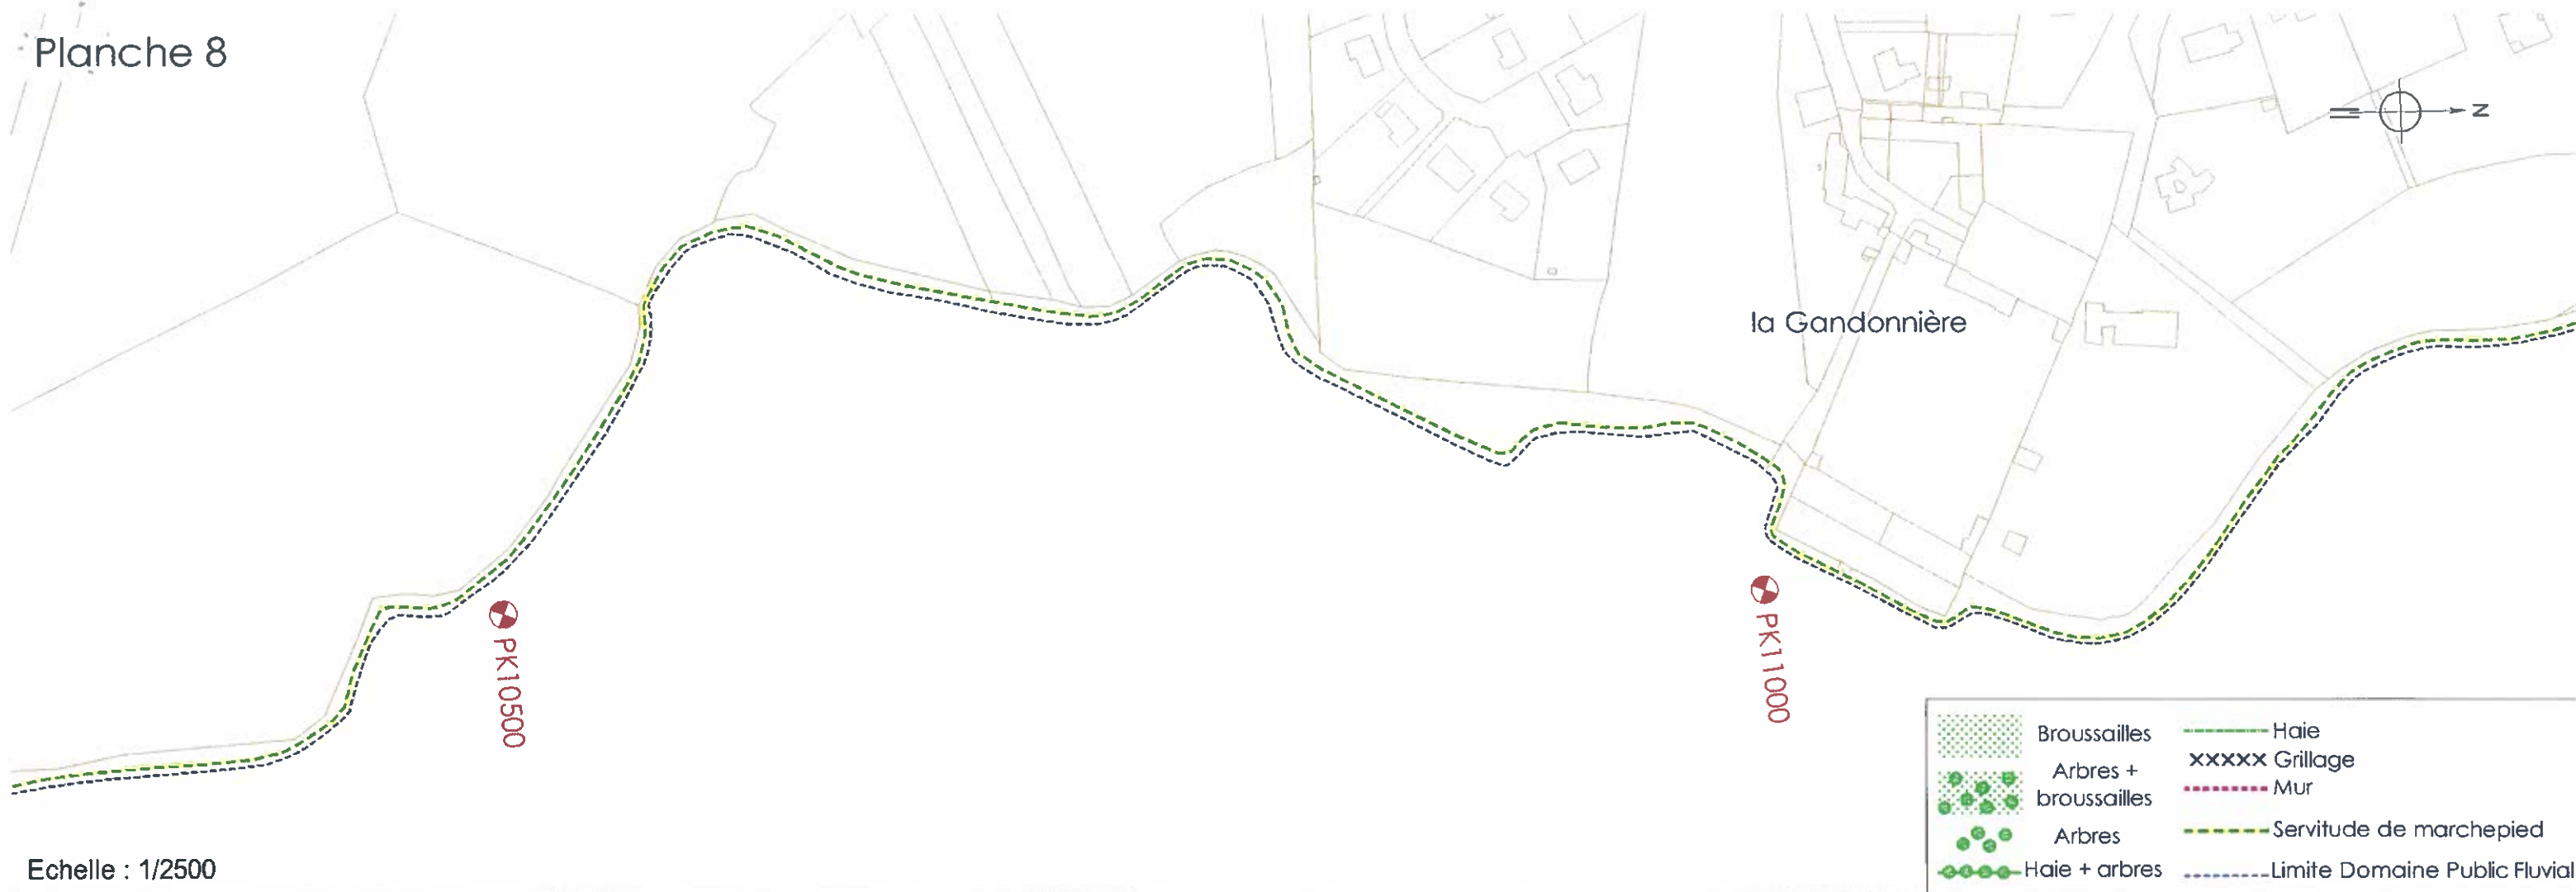 Planche 8
N
la Gandonnière
PK10500
PK11000
Broussailles
Arbres +
broussailles
Arbres
Haie + arbres
Haie
xxxxx Grillage
Mur
Servitude de marchepied
Limite Domaine Public Fluvial
Echelle : 1/2500